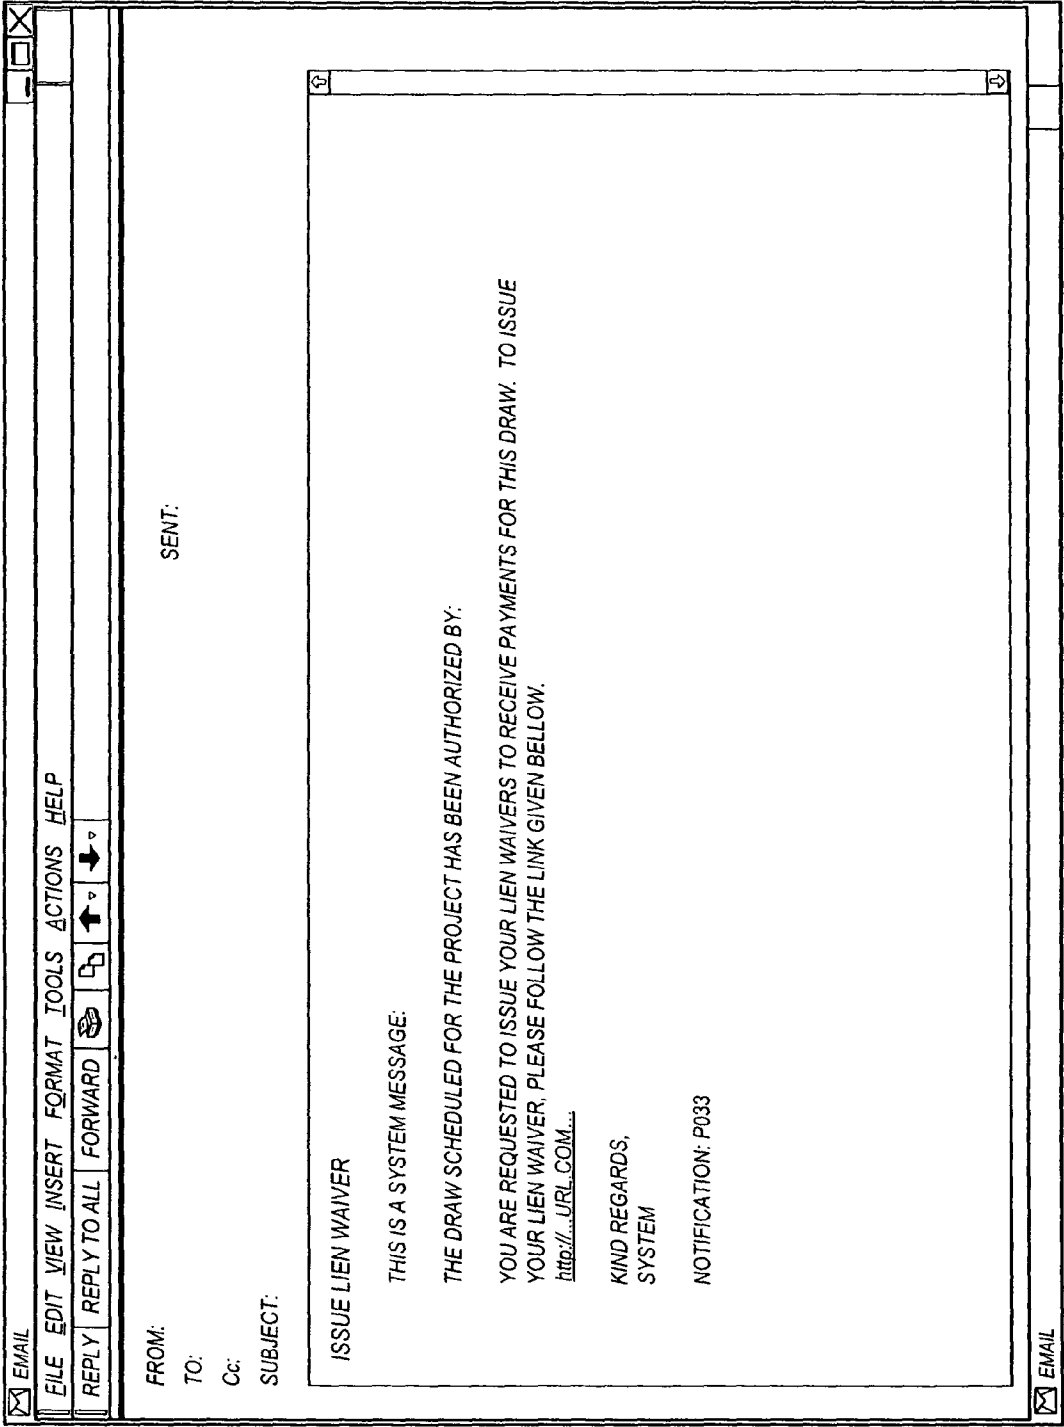 EMAIL
FILE EDIT VIEW INSERT FORMAT TOOLS ACTIONS HELP
REPLY REPLY TO ALL FORWARD
FROM:
SENT:
TO:
Cc:
SUBJECT:
ISSUE LIEN WAIVER
THIS IS A SYSTEM MESSAGE:
THE DRAW SCHEDULED FOR THE PROJECT HAS BEEN AUTHORIZED BY:
YOU ARE REQUESTED TO ISSUE YOUR LIEN WAIVERS TO RECEIVE PAYMENTS FOR THIS DRAW. TO ISSUE
YOUR LIEN WAIVER, PLEASE FOLLOW THE LINK GIVEN BELLOW.
http://...URL.COM...
KIND REGARDS,
SYSTEM
NOTIFICATION: P033
EMAIL